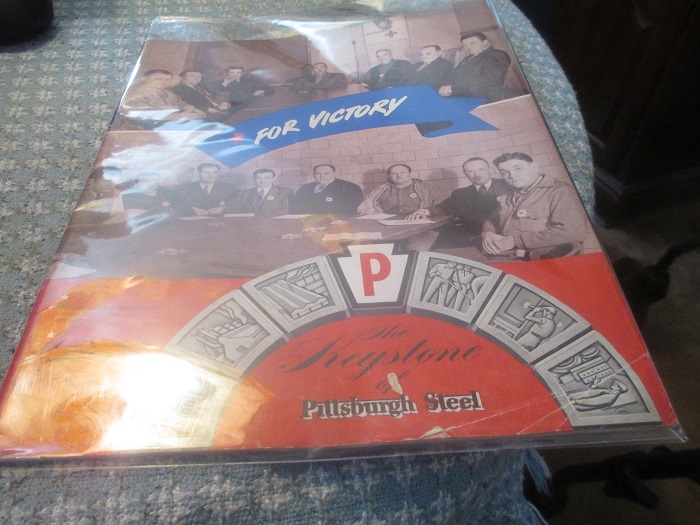 FOR VICTORY
P
The
Keystone
of
Pittsburgh Steel